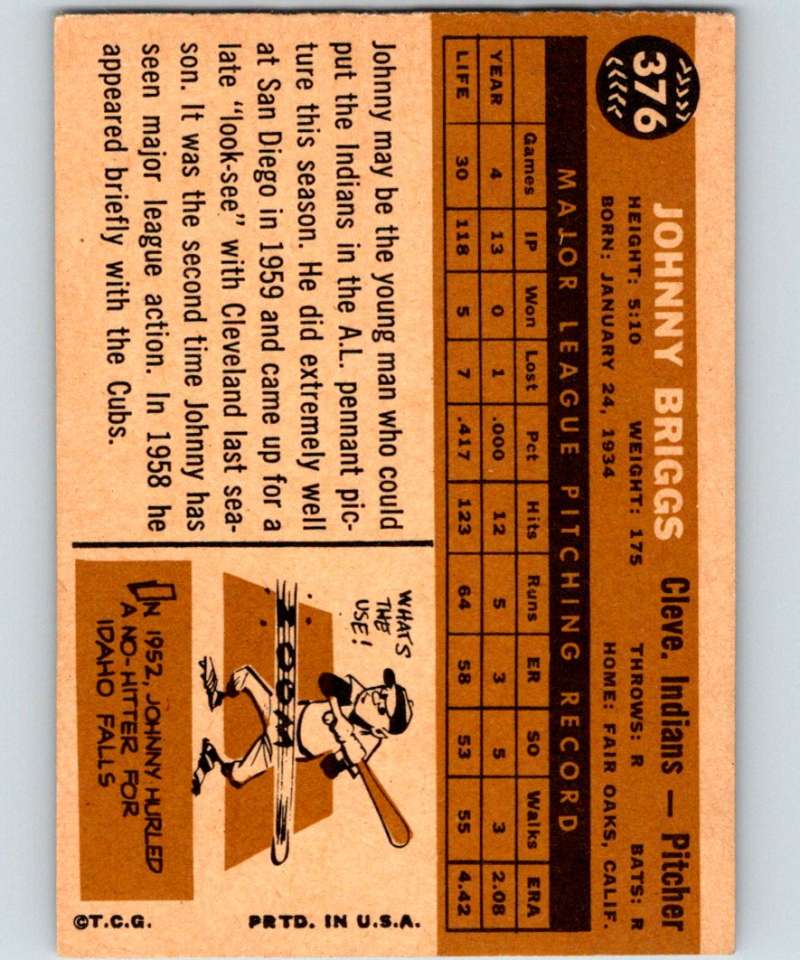 376
JOHNNY BRIGGS Cleve. Indians — Pitcher
HEIGHT: 5:10 WEIGHT: 175 THROWS: R BATS: R
BORN: JANUARY 24, 1934 HOME: FAIR OAKS, CALIF.
MAJOR LEAGUE PITCHING RECORD
Games IP Won Lost Pct Hits Runs ER SO Walks ERA
YEAR 4 13 0 1 .000 12 5 3 5 3 2.08
LIFE 30 118 5 7 .417 123 64 58 53 55 4.42
Johnny may be the young man who could
put the Indians in the A.L. pennant pic-
ture this season. He did extremely well
at San Diego in 1959 and came up for a
late "look-see" with Cleveland last sea-
son. It was the second time Johnny has
seen major league action. In 1958 he
appeared briefly with the Cubs.
WHAT'S
THE
USE!
ZOOM
IN 1952, JOHNNY HURLED
A NO-HITTER FOR
IDAHO FALLS
PRTD. IN U.S.A.
©T.C.G.